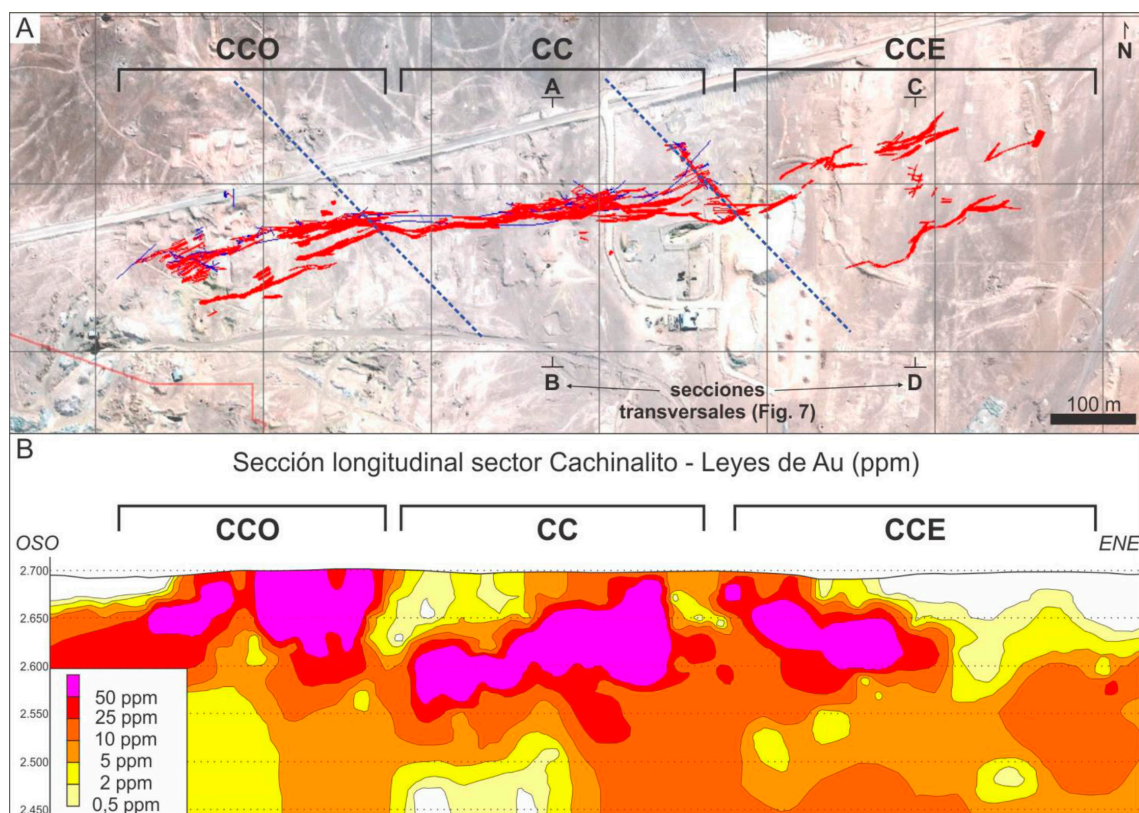 A
CCO
CC
CCE
N
A
C
B
D
secciones
transversales (Fig. 7)
100 m
B
Sección longitudinal sector Cachinalito - Leyes de Au (ppm)
CCO
CC
CCE
OSO
ENE
2.700
2.650
2.600
2.550
2.500
2.450
50 ppm
25 ppm
10 ppm
5 ppm
2 ppm
0,5 ppm